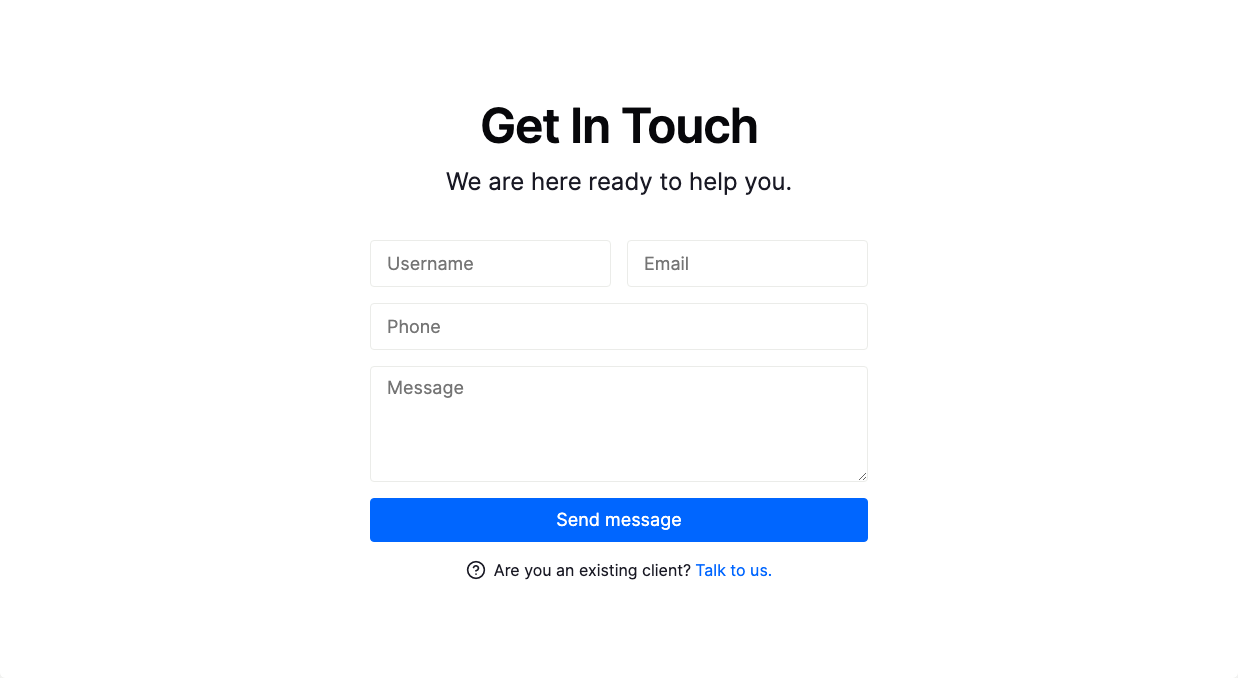 Get In Touch
We are here ready to help you.
Username Email
Phone
Message
Send message
Are you an existing client? Talk to us.